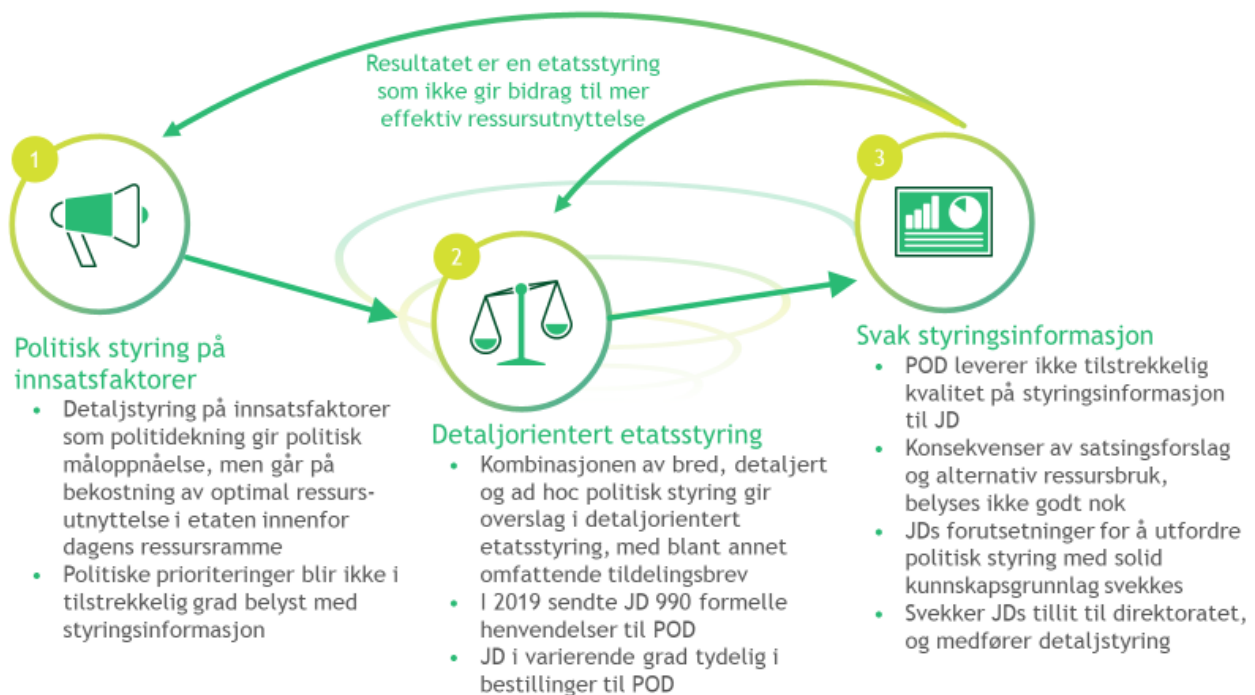 Resultatet er en etatsstyring
som ikke gir bidrag til mer
effektiv ressursutnyttelse
1
Politisk styring på
innsatsfaktorer
• Detaljstyring på innsatsfaktorer
som politidekning gir politisk
måloppnåelse, men går på
bekostning av optimal ressurs-
utnyttelse i etaten innenfor
dagens ressursramme
• Politiske prioriteringer blir ikke i
tilstrekkelig grad belyst med
styringsinformasjon
2
Detaljorientert etatsstyring
• Kombinasjonen av bred, detaljert
og ad hoc politisk styring gir
overslag i detaljorientert
etatsstyring, med blant annet
omfattende tildelingsbrev
• I 2019 sendte JD 990 formelle
henvendelser til POD
• JD i varierende grad tydelig i
bestillinger til POD
3
Svak styringsinformasjon
• POD leverer ikke tilstrekkelig
kvalitet på styringsinformasjon
til JD
• Konsekvenser av satsingsforslag
og alternativ ressursbruk,
belyses ikke godt nok
• JDs forutsetninger for å utfordre
politisk styring med solid
kunnskapsgrunnlag svekkes
• Svekker JDs tillit til direktoratet,
og medfører detaljstyring